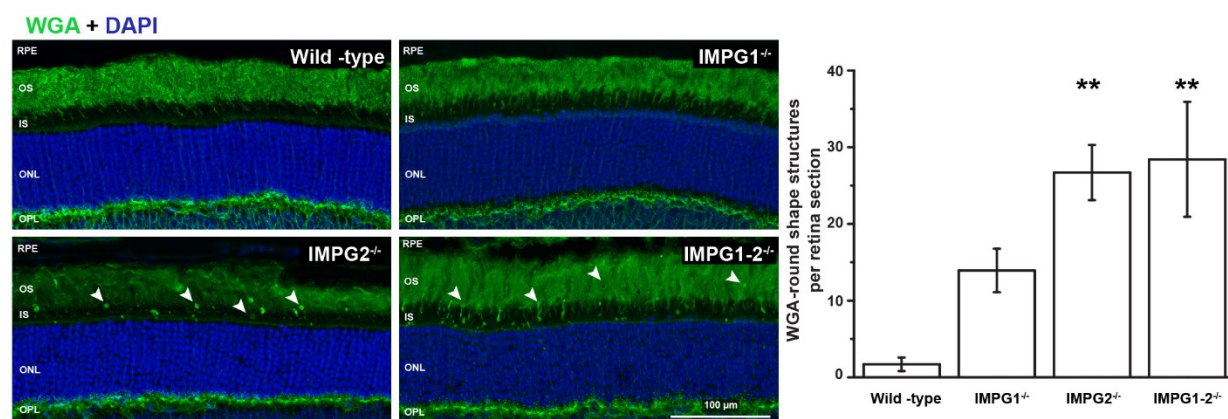 WGA + DAPI
RPE
Wild -type
OS
IS
ONL
OPL
RPE
IMPG1-/-
OS
IS
ONL
OPL
RPE
IMPG2-/-
OS
IS
ONL
OPL
RPE
IMPG1-2-/-
OS
IS
ONL
OPL
100 µm
WGA-round shape structures
per retina section
40
30
20
10
0
**
**
Wild -type
IMPG1-/-
IMPG2-/-
IMPG1-2-/-